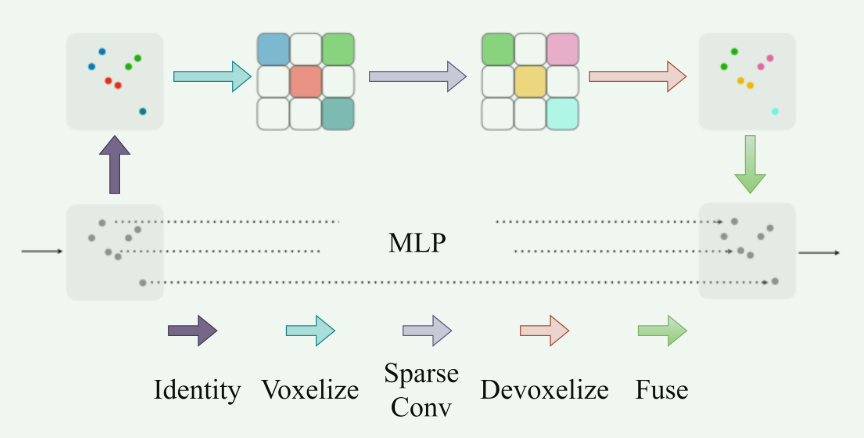 MLP
Identity
Voxelize
Sparse
Conv
Devoxelize
Fuse